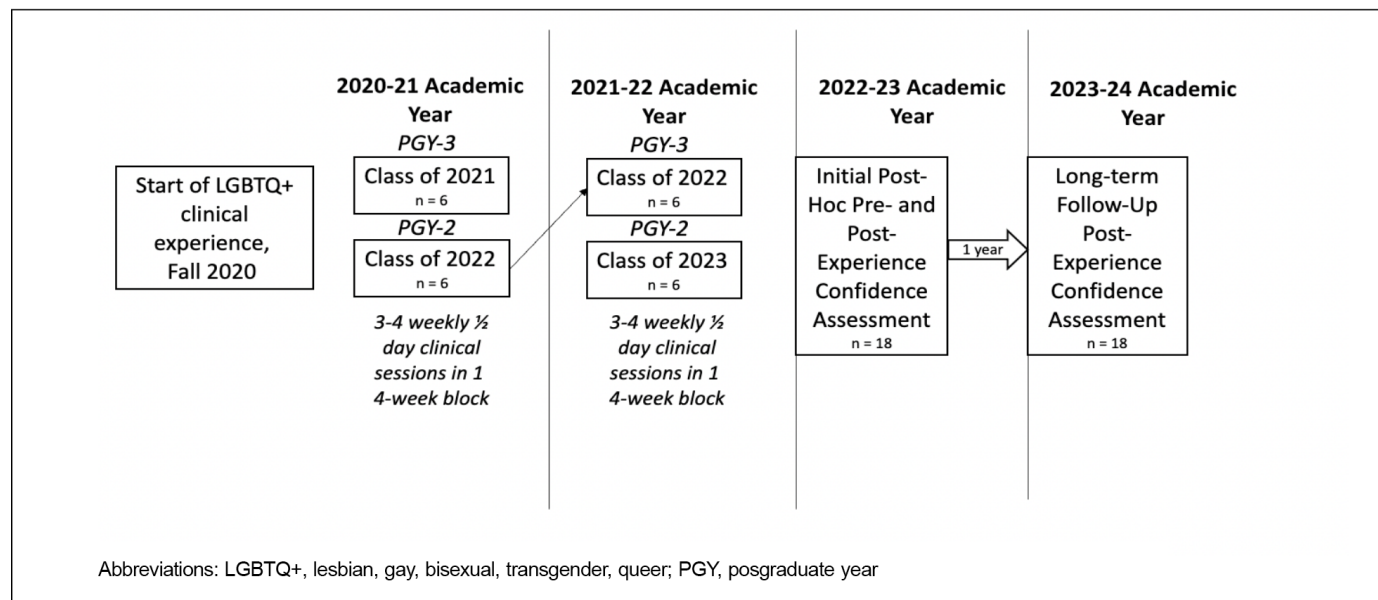 Start of LGBTQ+
clinical
experience,
Fall 2020
2020-21 Academic
Year
PGY-3
Class of 2021
n = 6
PGY-2
Class of 2022
n = 6
3-4 weekly ½
day clinical
sessions in 1
4-week block
2021-22 Academic
Year
PGY-3
Class of 2022
n = 6
PGY-2
Class of 2023
n = 6
3-4 weekly ½
day clinical
sessions in 1
4-week block
2022-23 Academic
Year
Initial Post-
Hoc Pre- and
Post-
Experience
Confidence
Assessment
n = 18
1 year
2023-24 Academic
Year
Long-term
Follow-Up
Post-
Experience
Confidence
Assessment
n = 18
Abbreviations: LGBTQ+, lesbian, gay, bisexual, transgender, queer; PGY, posgraduate year